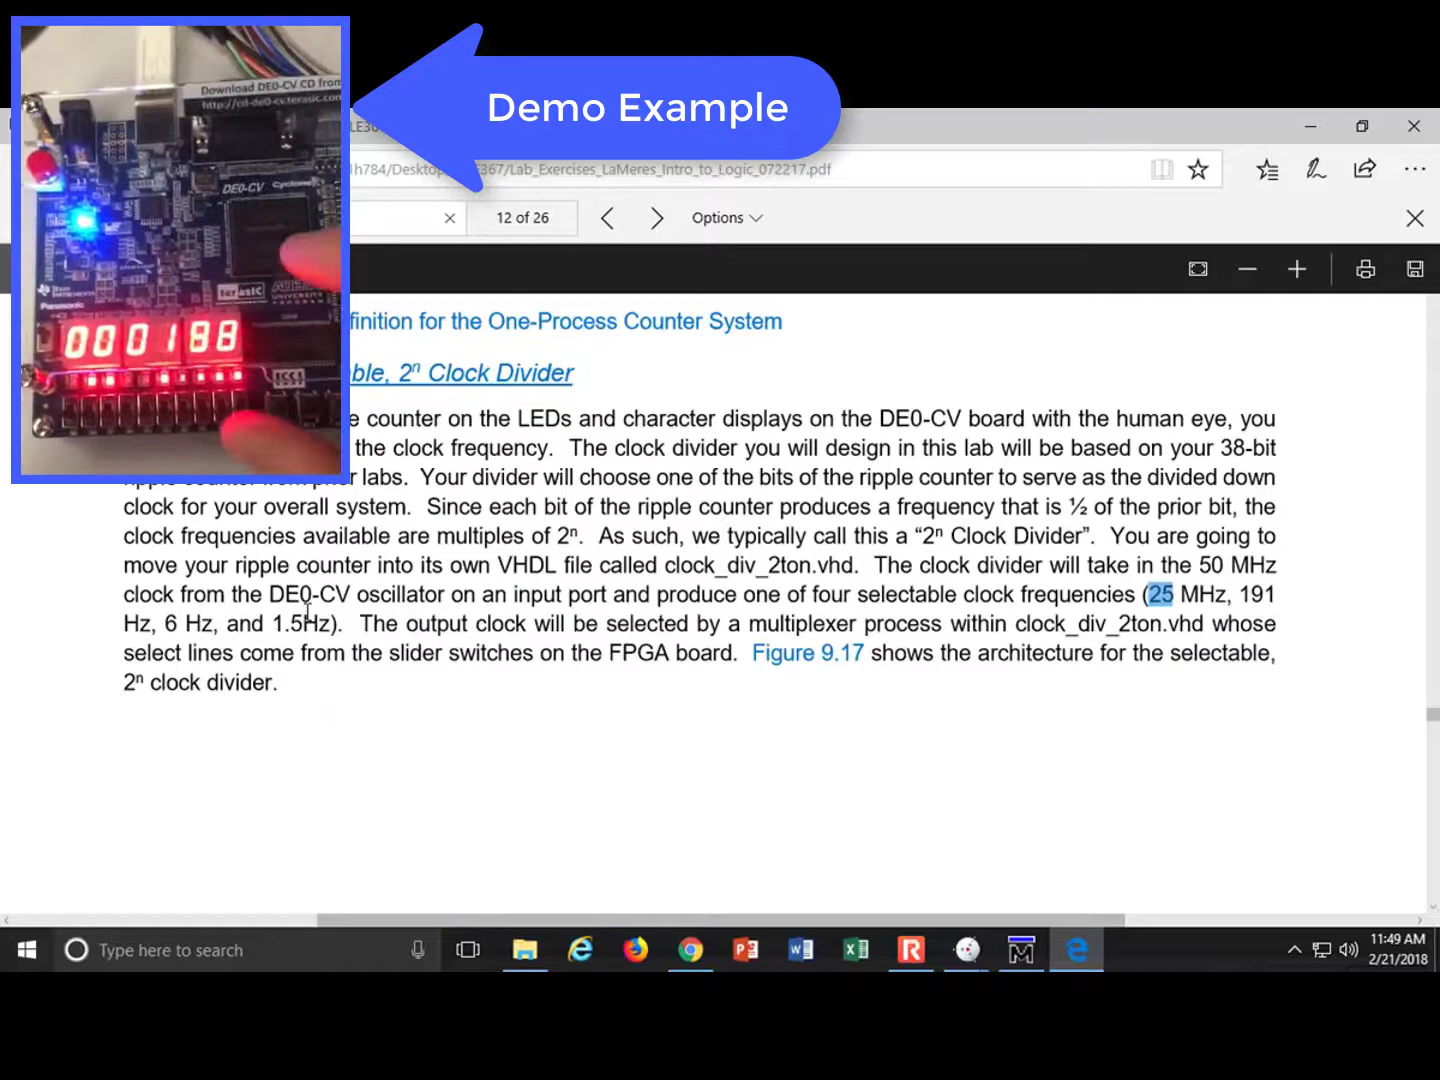 Demo Example
Download DE0-CV CD from
http://cd-de0-cv.terasic.com
LE36
DE0-CV Cyclone
terasIC
UNIVERSITY
Panasonic
000188
ISSI
1h784/Desktop
E367/Lab_Exercises_LaMeres_Intro_to_Logic_072217.pdf
12 of 26
Options
finition for the One-Process Counter System
ble, 2ⁿ Clock Divider
e counter on the LEDs and character displays on the DE0-CV board with the human eye, you
the clock frequency. The clock divider you will design in this lab will be based on your 38-bit
ripple counter from prior labs. Your divider will choose one of the bits of the ripple counter to serve as the divided down
clock for your overall system. Since each bit of the ripple counter produces a frequency that is ½ of the prior bit, the
clock frequencies available are multiples of 2ⁿ. As such, we typically call this a “2ⁿ Clock Divider”. You are going to
move your ripple counter into its own VHDL file called clock_div_2ton.vhd. The clock divider will take in the 50 MHz
clock from the DE0-CV oscillator on an input port and produce one of four selectable clock frequencies (25 MHz, 191
Hz, 6 Hz, and 1.5Hz). The output clock will be selected by a multiplexer process within clock_div_2ton.vhd whose
select lines come from the slider switches on the FPGA board. Figure 9.17 shows the architecture for the selectable,
2ⁿ clock divider.
Type here to search
11:49 AM
2/21/2018